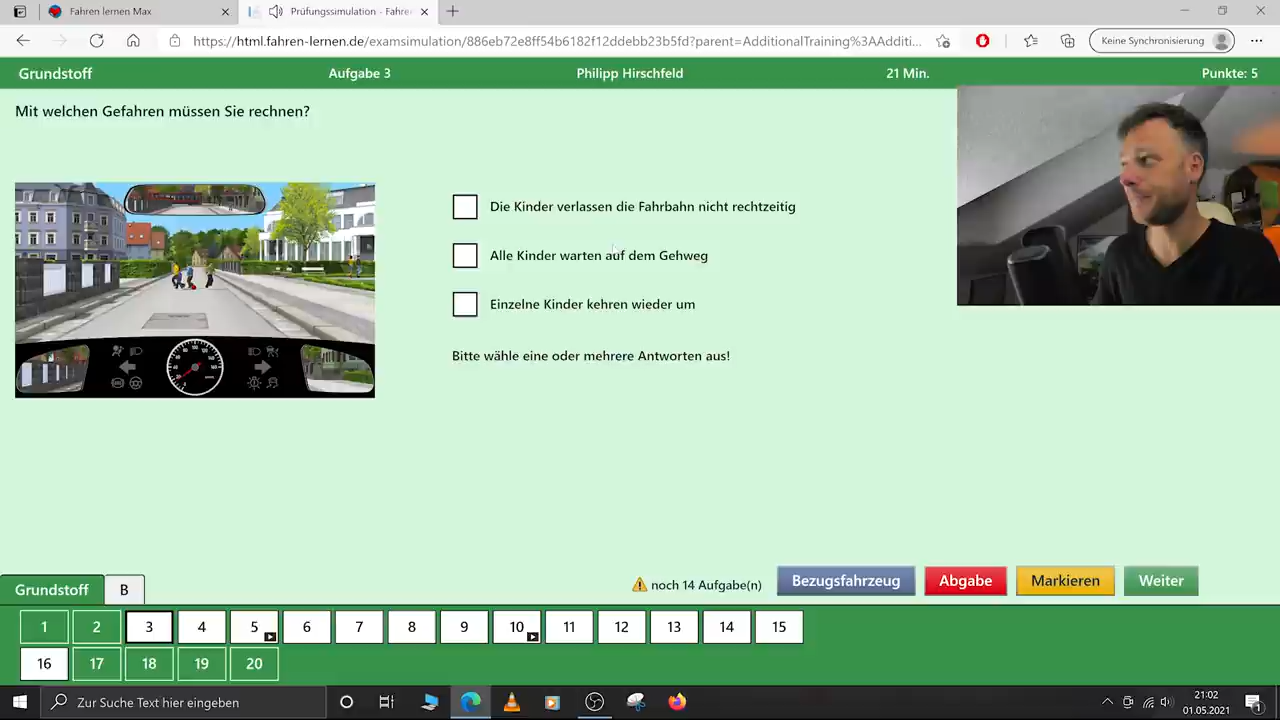 Fahren lernen Max
Prüfungssimulation - Fahre
https://html.fahren-lernen.de/examsimulation/886eb72e8ff54b6182f12ddebb23b5fd?parent=AdditionalTraining%3AAdditi...
Keine Synchronisierung
Grundstoff
Aufgabe 3
Philipp Hirschfeld
21 Min.
Punkte: 5
Mit welchen Gefahren müssen Sie rechnen?
Die Kinder verlassen die Fahrbahn nicht rechtzeitig
Alle Kinder warten auf dem Gehweg
Einzelne Kinder kehren wieder um
Bitte wähle eine oder mehrere Antworten aus!
Grundstoff
B
noch 14 Aufgabe(n)
Bezugsfahrzeug
Abgabe
Markieren
Weiter
1 2 3 4 5 6 7 8 9 10 11 12 13 14 15
16 17 18 19 20
Zur Suche Text hier eingeben
21:02
01.05.2021